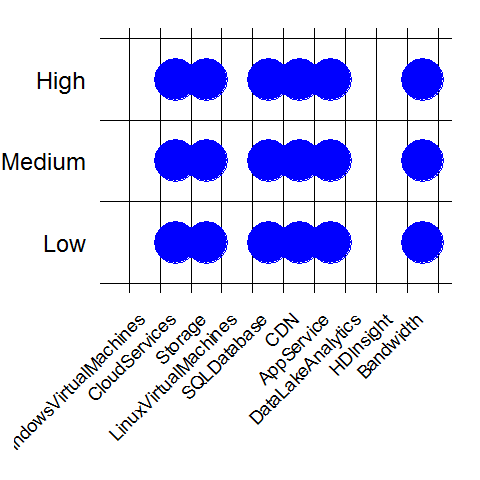 High
Medium
Low
ndowsVirtualMachines
CloudServices
Storage
LinuxVirtualMachines
SQLDatabase
CDN
AppService
DataLakeAnalytics
HDInsight
Bandwidth